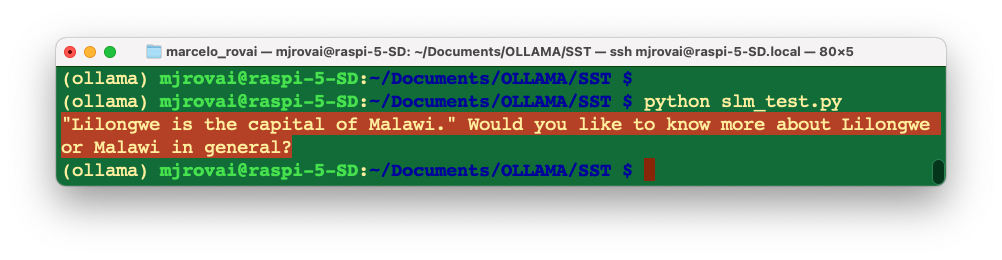 marcelo_rovai — mjrovai@raspi-5-SD: ~/Documents/OLLAMA/SST — ssh mjrovai@raspi-5-SD.local — 80×5
(ollama) mjrovai@raspi-5-SD:~/Documents/OLLAMA/SST $
(ollama) mjrovai@raspi-5-SD:~/Documents/OLLAMA/SST $ python slm_test.py
"Lilongwe is the capital of Malawi." Would you like to know more about Lilongwe
or Malawi in general?
(ollama) mjrovai@raspi-5-SD:~/Documents/OLLAMA/SST $